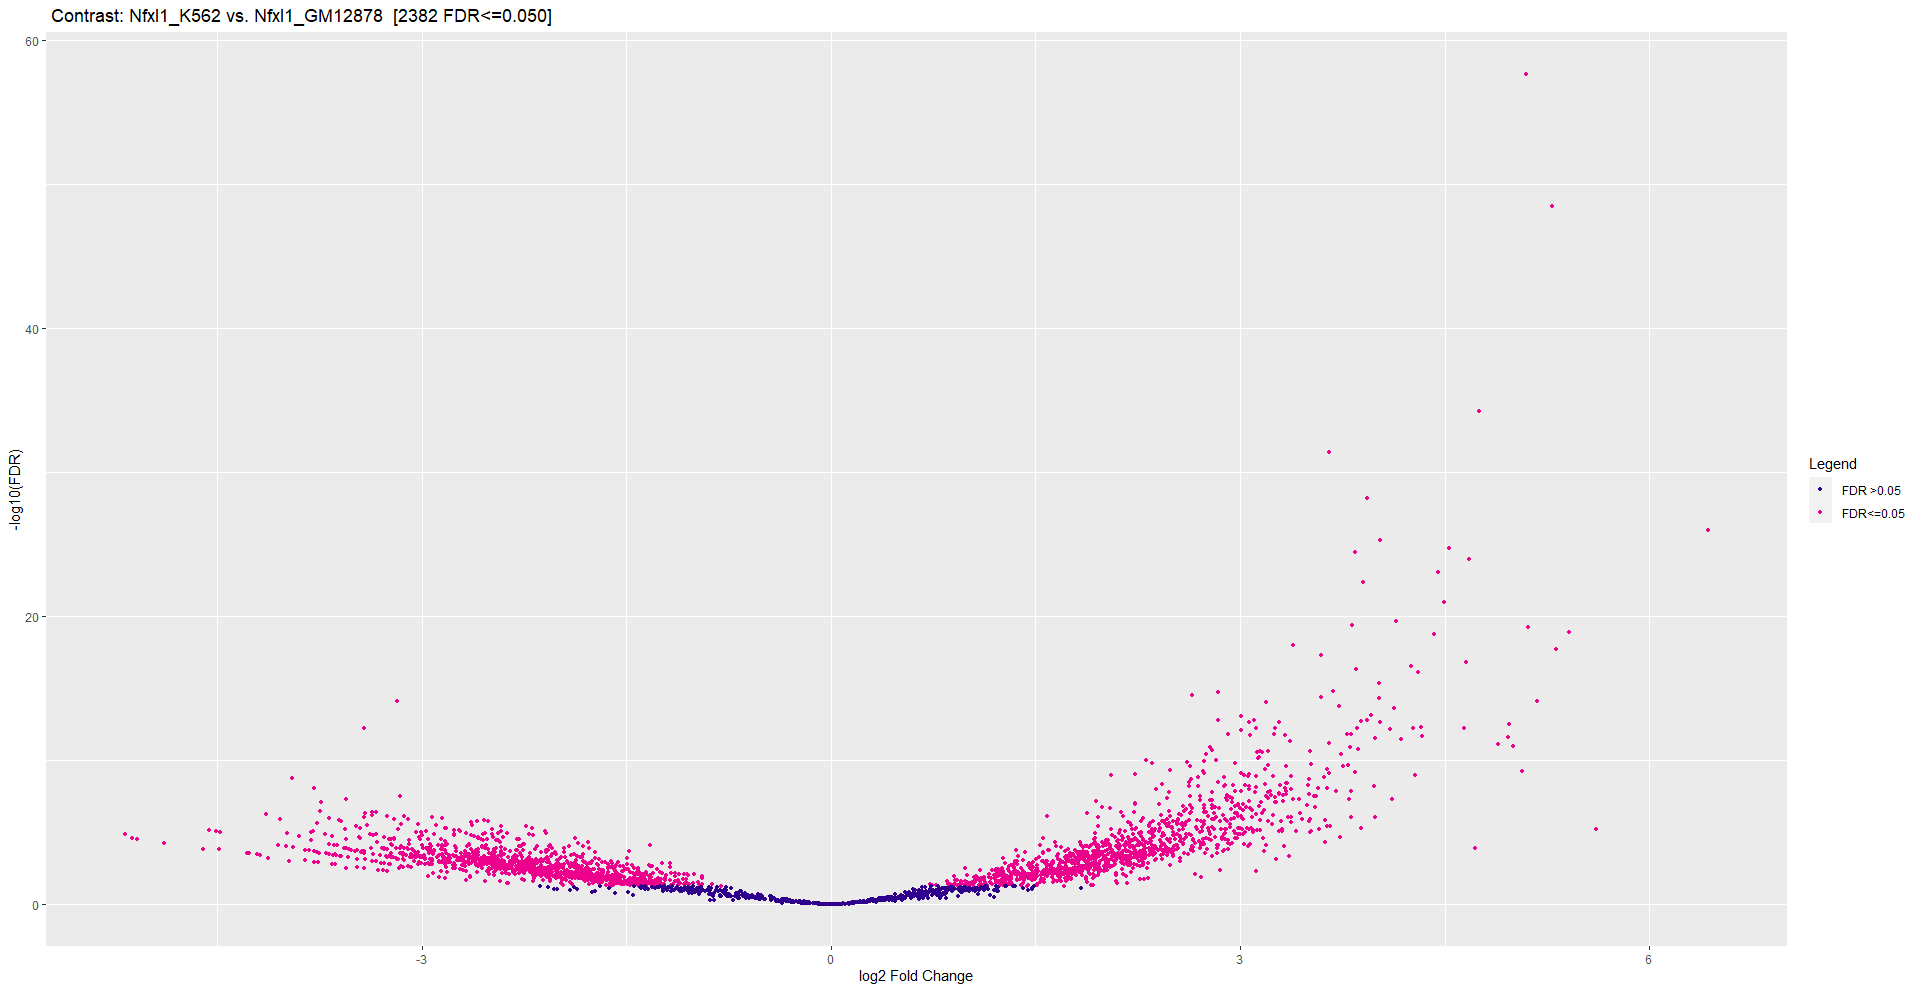 Contrast: Nfxl1_K562 vs. Nfxl1_GM12878 [2382 FDR<=0.050]
60
40
20
0
-log10(FDR)
-3
0
3
6
log2 Fold Change
Legend
FDR >0.05
FDR<=0.05